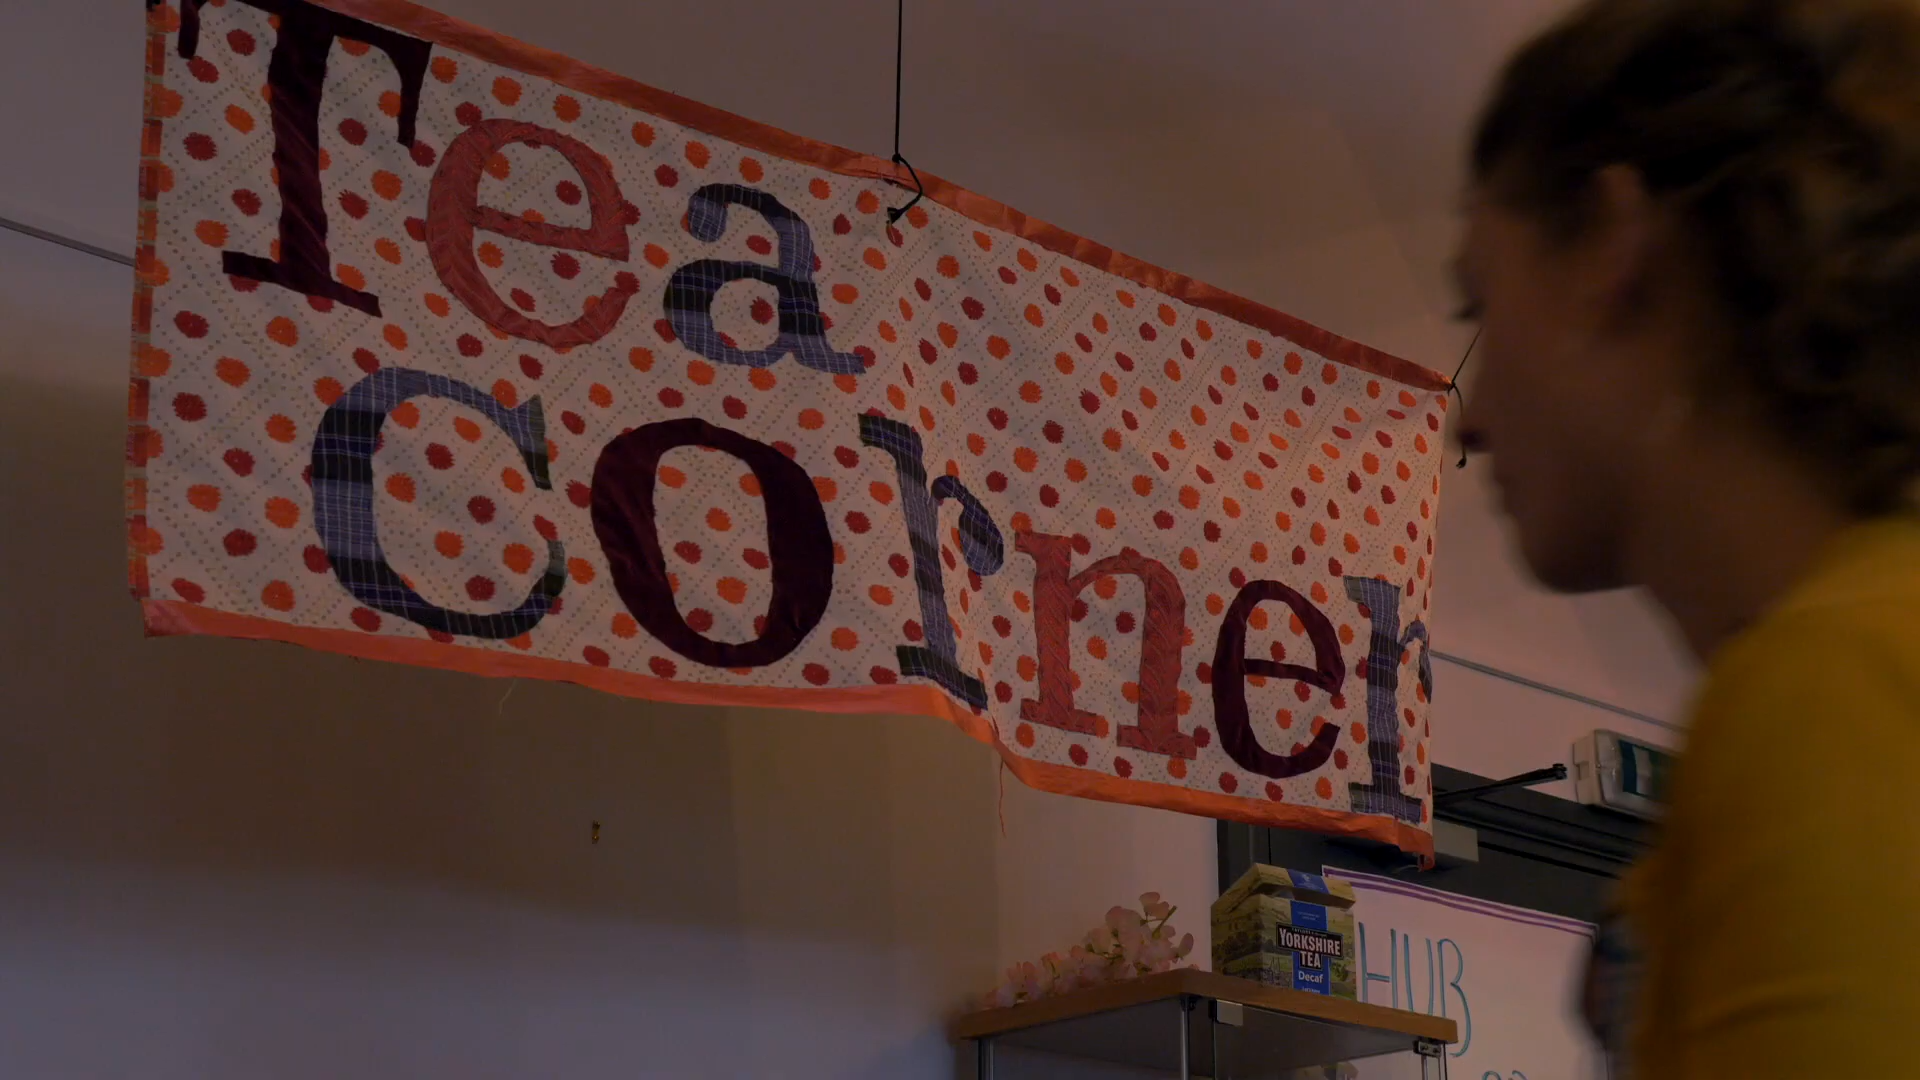 Tea
Corner
YORKSHIRE
TEA
Decaf
HUB